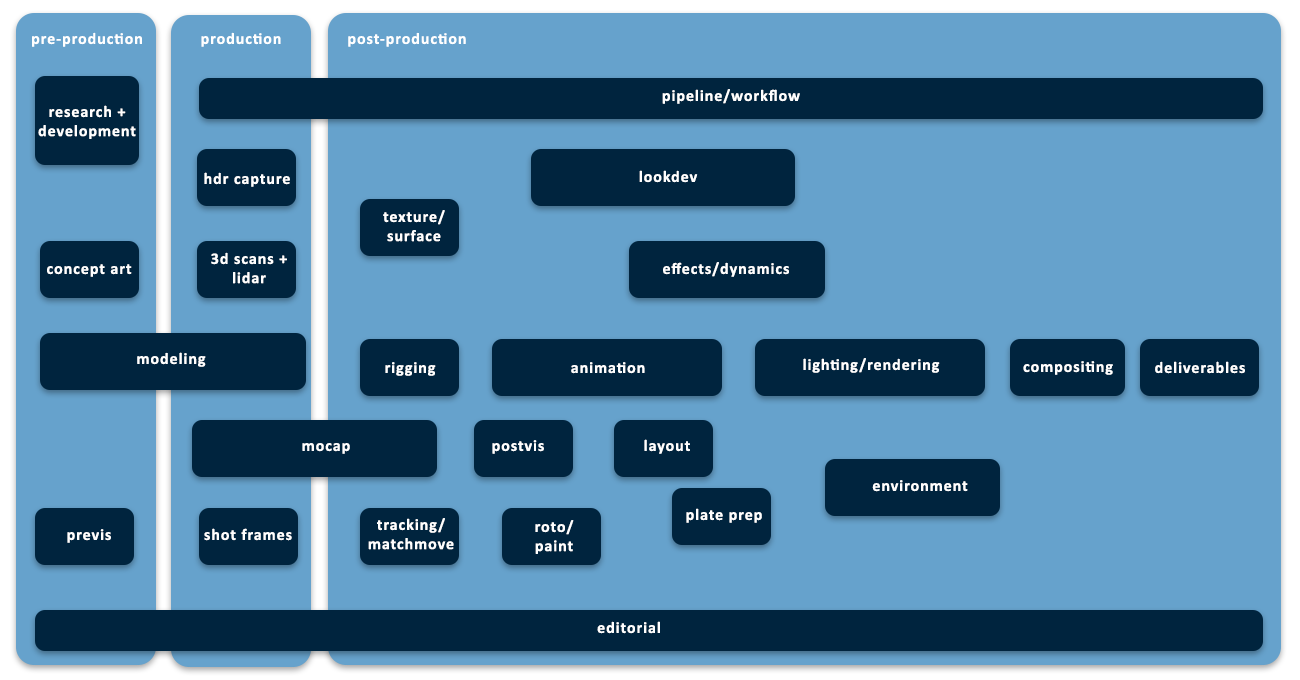 pre-production
production
post-production
research +
development
pipeline/workflow
hdr capture
lookdev
texture/
surface
concept art
3d scans +
lidar
effects/dynamics
modeling
rigging
animation
lighting/rendering
compositing
deliverables
mocap
postvis
layout
environment
previs
shot frames
tracking/
matchmove
roto/
paint
plate prep
editorial